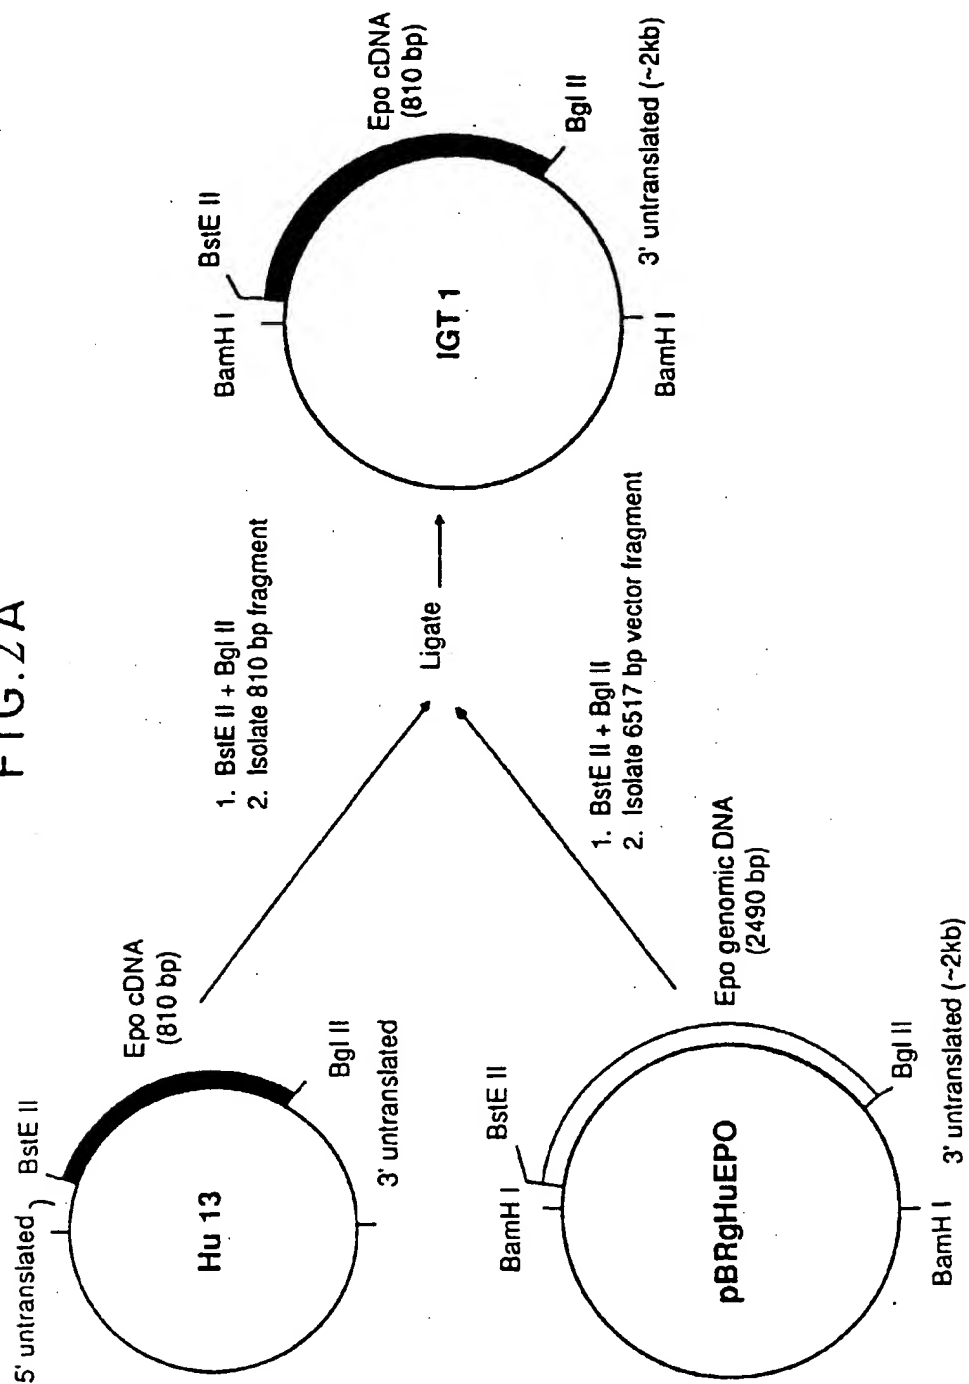 FIG.2A
5' untranslated
BstE II
Epo cDNA
(810 bp)
Bgl II
3' untranslated
Hu 13
1. BstE II + Bgl II
2. Isolate 810 bp fragment
BamH I
BstE II
Epo genomic DNA
(2490 bp)
Bgl II
3' untranslated (~2kb)
BamH I
pBRgHuEPO
1. BstE II + Bgl II
2. Isolate 6517 bp vector fragment
Ligate
BamH I
BstE II
Epo cDNA
(810 bp)
Bgl II
3' untranslated (~2kb)
BamH I
IGT 1